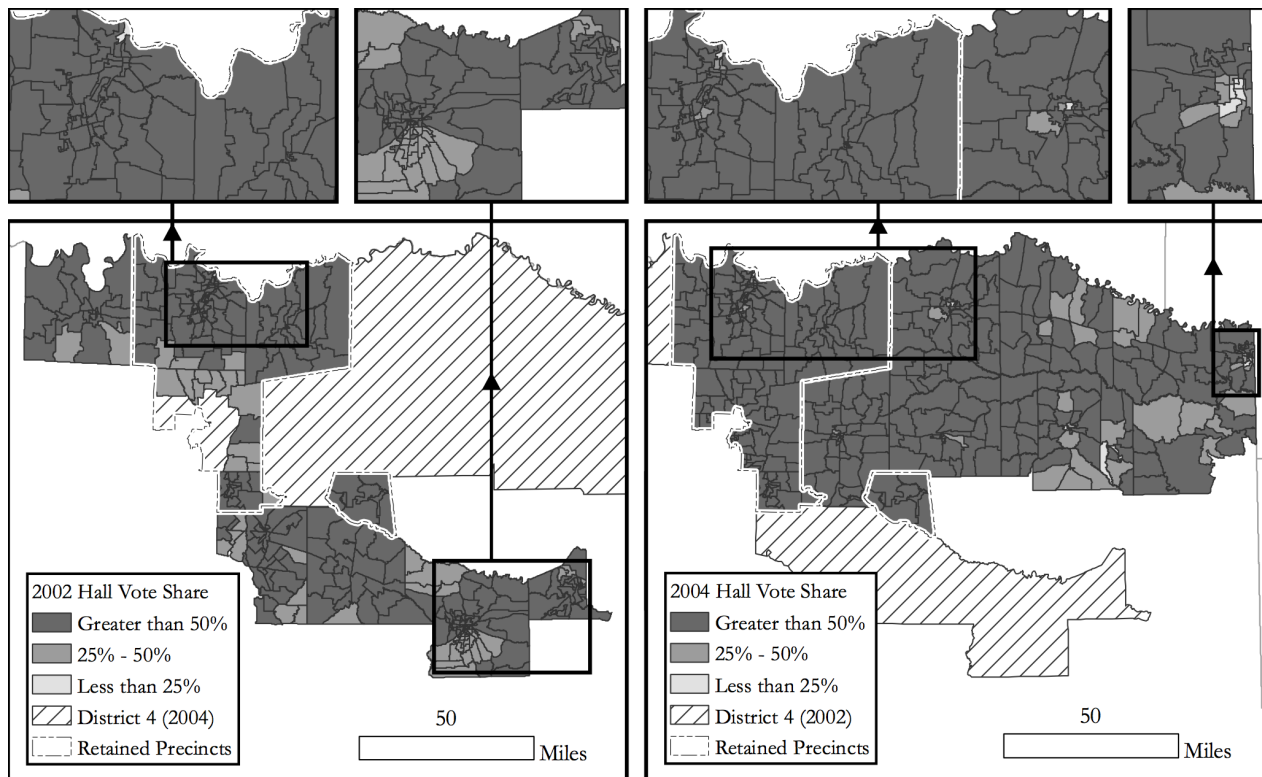 2002 Hall Vote Share
Greater than 50%
25% - 50%
Less than 25%
District 4 (2004)
Retained Precincts
50
Miles
2004 Hall Vote Share
Greater than 50%
25% - 50%
Less than 25%
District 4 (2002)
Retained Precincts
50
Miles